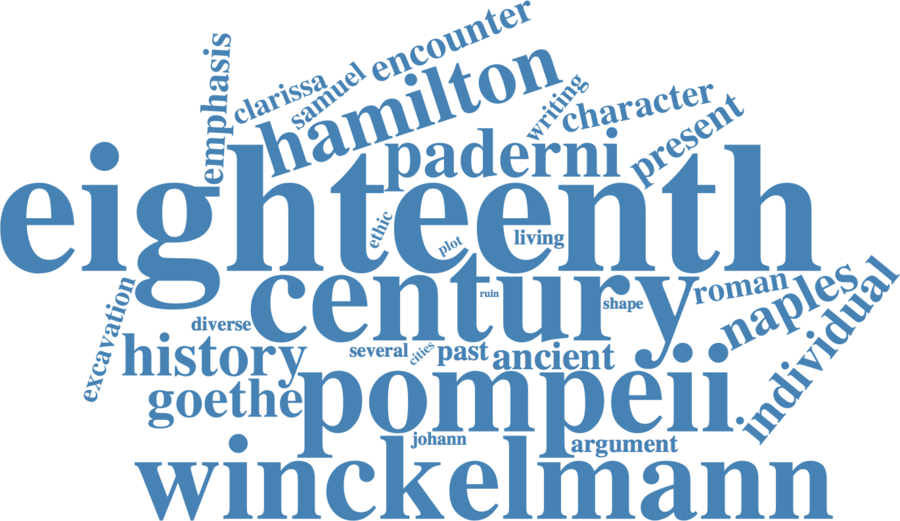 encounter
emphasis
clarissa
samuel
hamilton
writing
character
present
paderni
eighteenth
ethic
plot
living
century
ruin
shape
roman
naples
individual
excavation
diverse
history
several
cities
past
ancient
goethe
pompeii
johann
argument
winckelmann